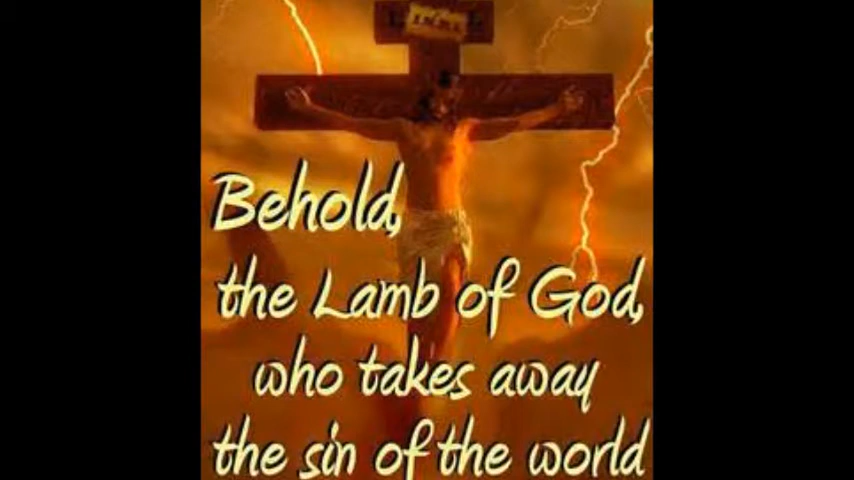 Behold,
the Lamb of God,
who takes away
the sin of the world